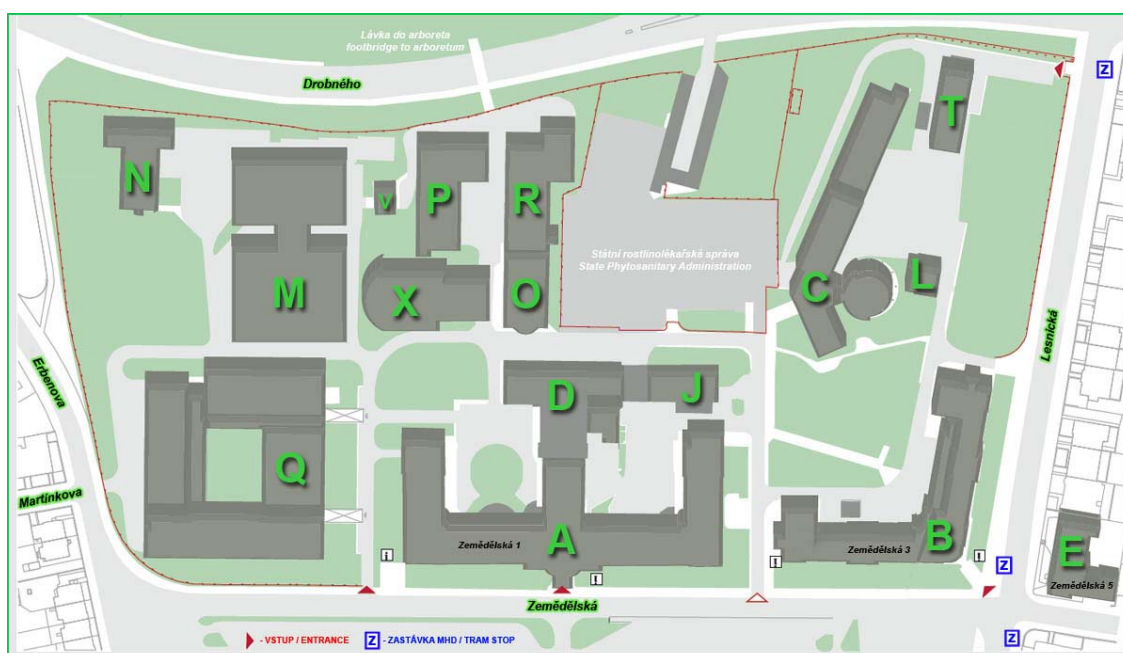 Lávka do arboreta
footbridge to arboretum
Drobného
Z
T
N
V
P
R
Státní rostlinolékařská správa
State Phytosanitary Administration
M
X
O
C
L
Lesnická
Erbenova
D
J
Q
Martínkova
A
B
E
Zemědělská 1
Zemědělská 3
Zemědělská 5
i
!
!
!
Z
Zemědělská
Z
- VSTUP / ENTRANCE
Z - ZASTÁVKA MHD / TRAM STOP